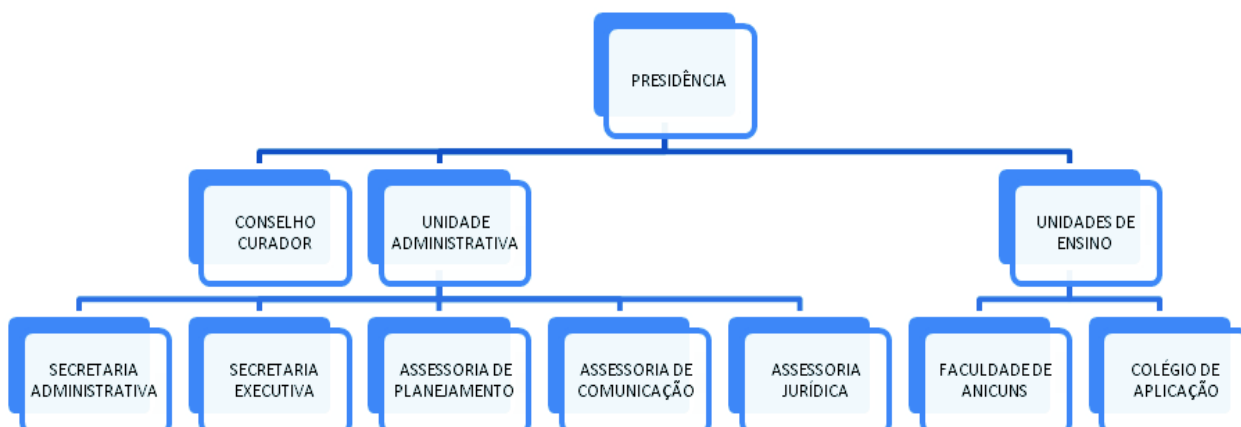 PRESIDÊNCIA
CONSELHO
CURADOR
UNIDADE
ADMINISTRATIVA
UNIDADES DE
ENSINO
SECRETARIA
ADMINISTRATIVA
SECRETARIA
EXECUTIVA
ASSESSORIA DE
PLANEJAMENTO
ASSESSORIA DE
COMUNICAÇÃO
ASSESSORIA
JURÍDICA
FACULDADE DE
ANICUNS
COLÉGIO DE
APLICAÇÃO